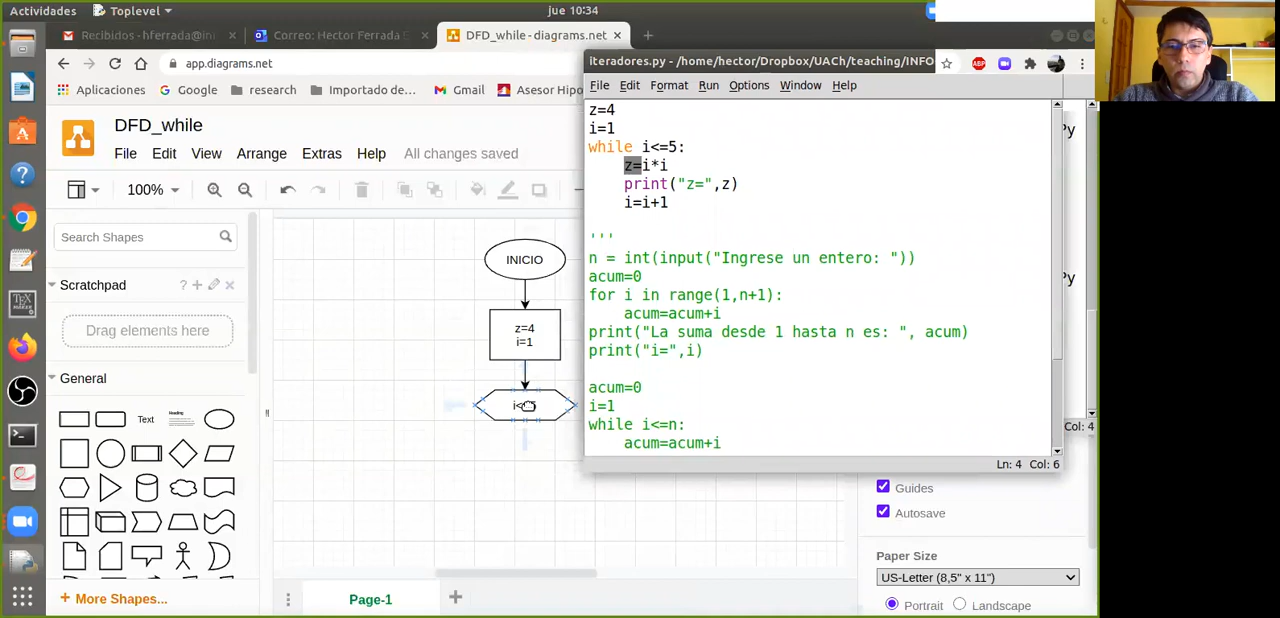 Actividades
Toplevel
jue 10:34
Recibidos - hferrada@in
Correo: Hector Ferrada
DFD_while - diagrams.net
app.diagrams.net
Aplicaciones
Google
research
Importado de...
Gmail
Asesor Hipo
DFD_while
File Edit View Arrange Extras Help All changes saved
100%
Search Shapes
Scratchpad
Drag elements here
General
Text
Heading
+ More Shapes...
INICIO
z=4
i=1
Page-1
iteradores.py - /home/hector/Dropbox/UACh/teaching/INFO
ABP
File Edit Format Run Options Window Help
z=4
i=1
while i<=5:
z=i*i
print("z=",z)
i=i+1
'''
n = int(input("Ingrese un entero: "))
acum=0
for i in range(1,n+1):
acum=acum+i
print("La suma desde 1 hasta n es: ", acum)
print("i=",i)
acum=0
i=1
while i<=n:
acum=acum+i
Ln: 4 Col: 6
Py
Py
Col: 4
Guides
Autosave
Paper Size
US-Letter (8,5" x 11")
Portrait
Landscape